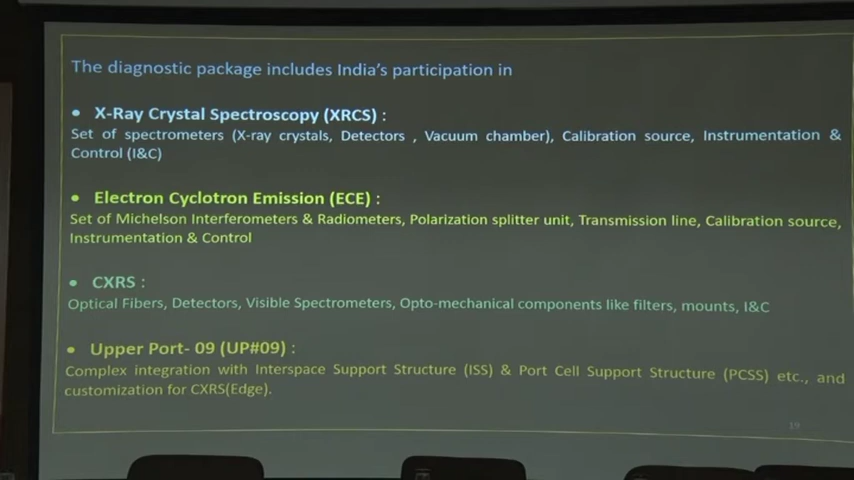 The diagnostic package includes India's participation in
• X-Ray Crystal Spectroscopy (XRCS) :
Set of spectrometers (X-ray crystals, Detectors , Vacuum chamber), Calibration source, Instrumentation &
Control (I&C)
• Electron Cyclotron Emission (ECE) :
Set of Michelson Interferometers & Radiometers, Polarization splitter unit, Transmission line, Calibration source,
Instrumentation & Control
• CXRS :
Optical Fibers, Detectors, Visible Spectrometers, Opto-mechanical components like filters, mounts, I&C
• Upper Port- 09 (UP#09) :
Complex integration with Interspace Support Structure (ISS) & Port Cell Support Structure (PCSS) etc., and
customization for CXRS(Edge).
19